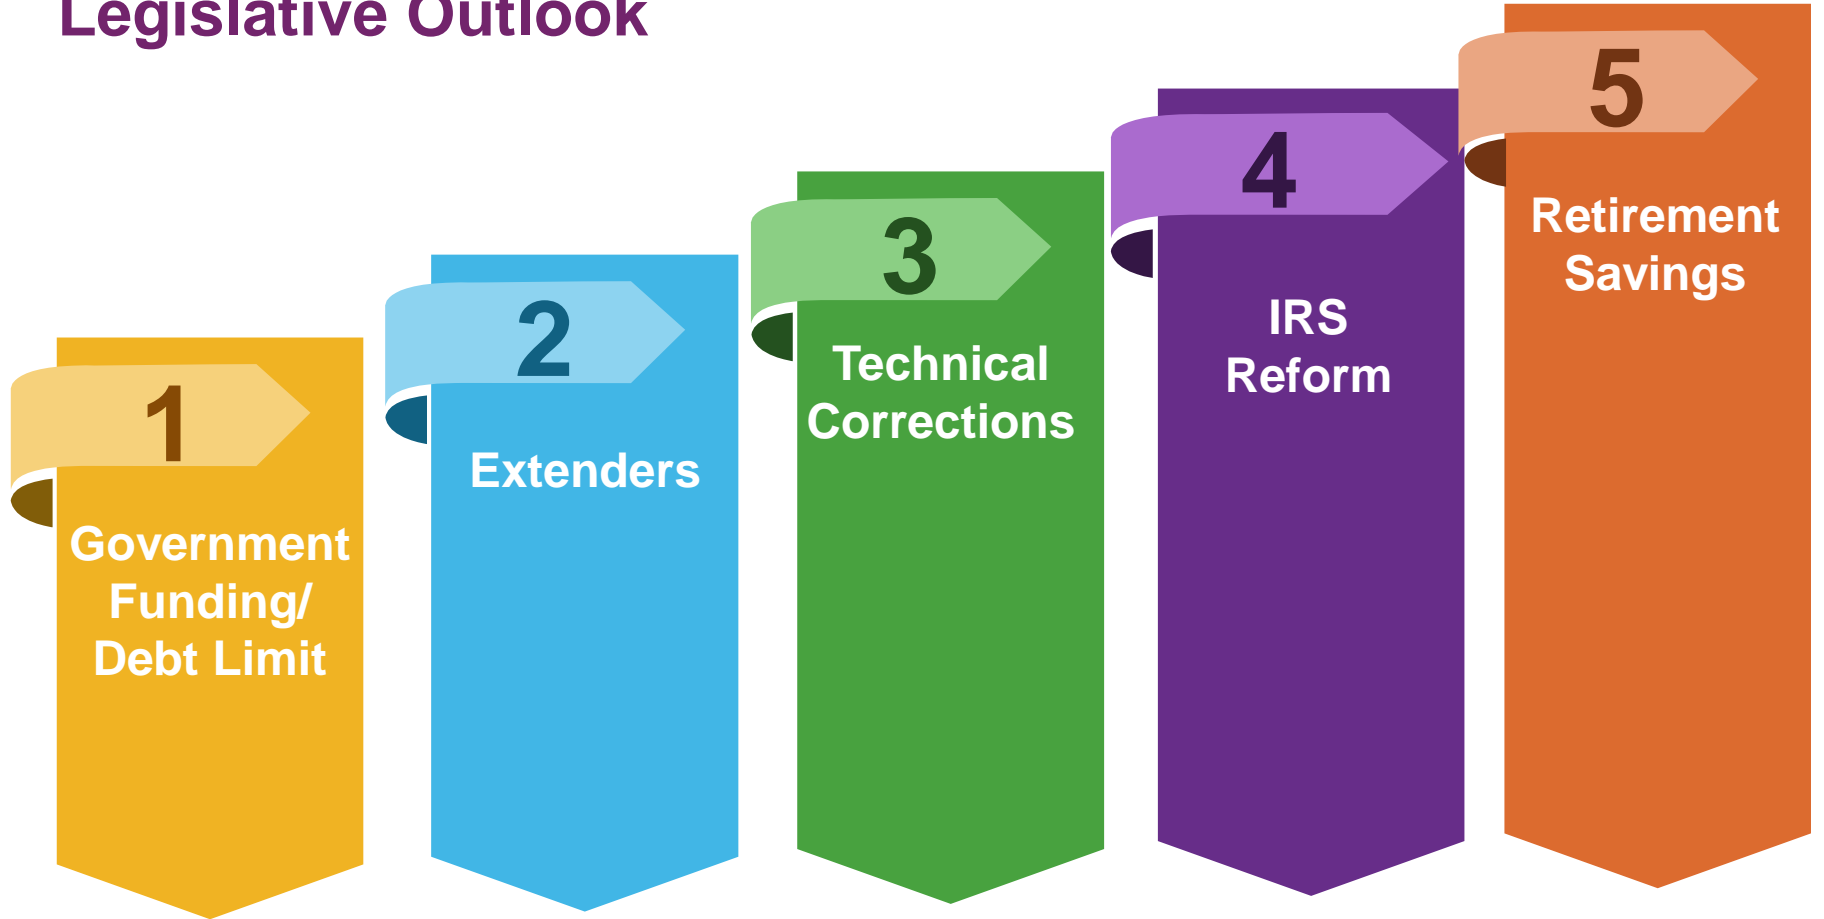 Legislative Outlook
1
Government
Funding/
Debt Limit
2
Extenders
3
Technical
Corrections
4
IRS
Reform
5
Retirement
Savings